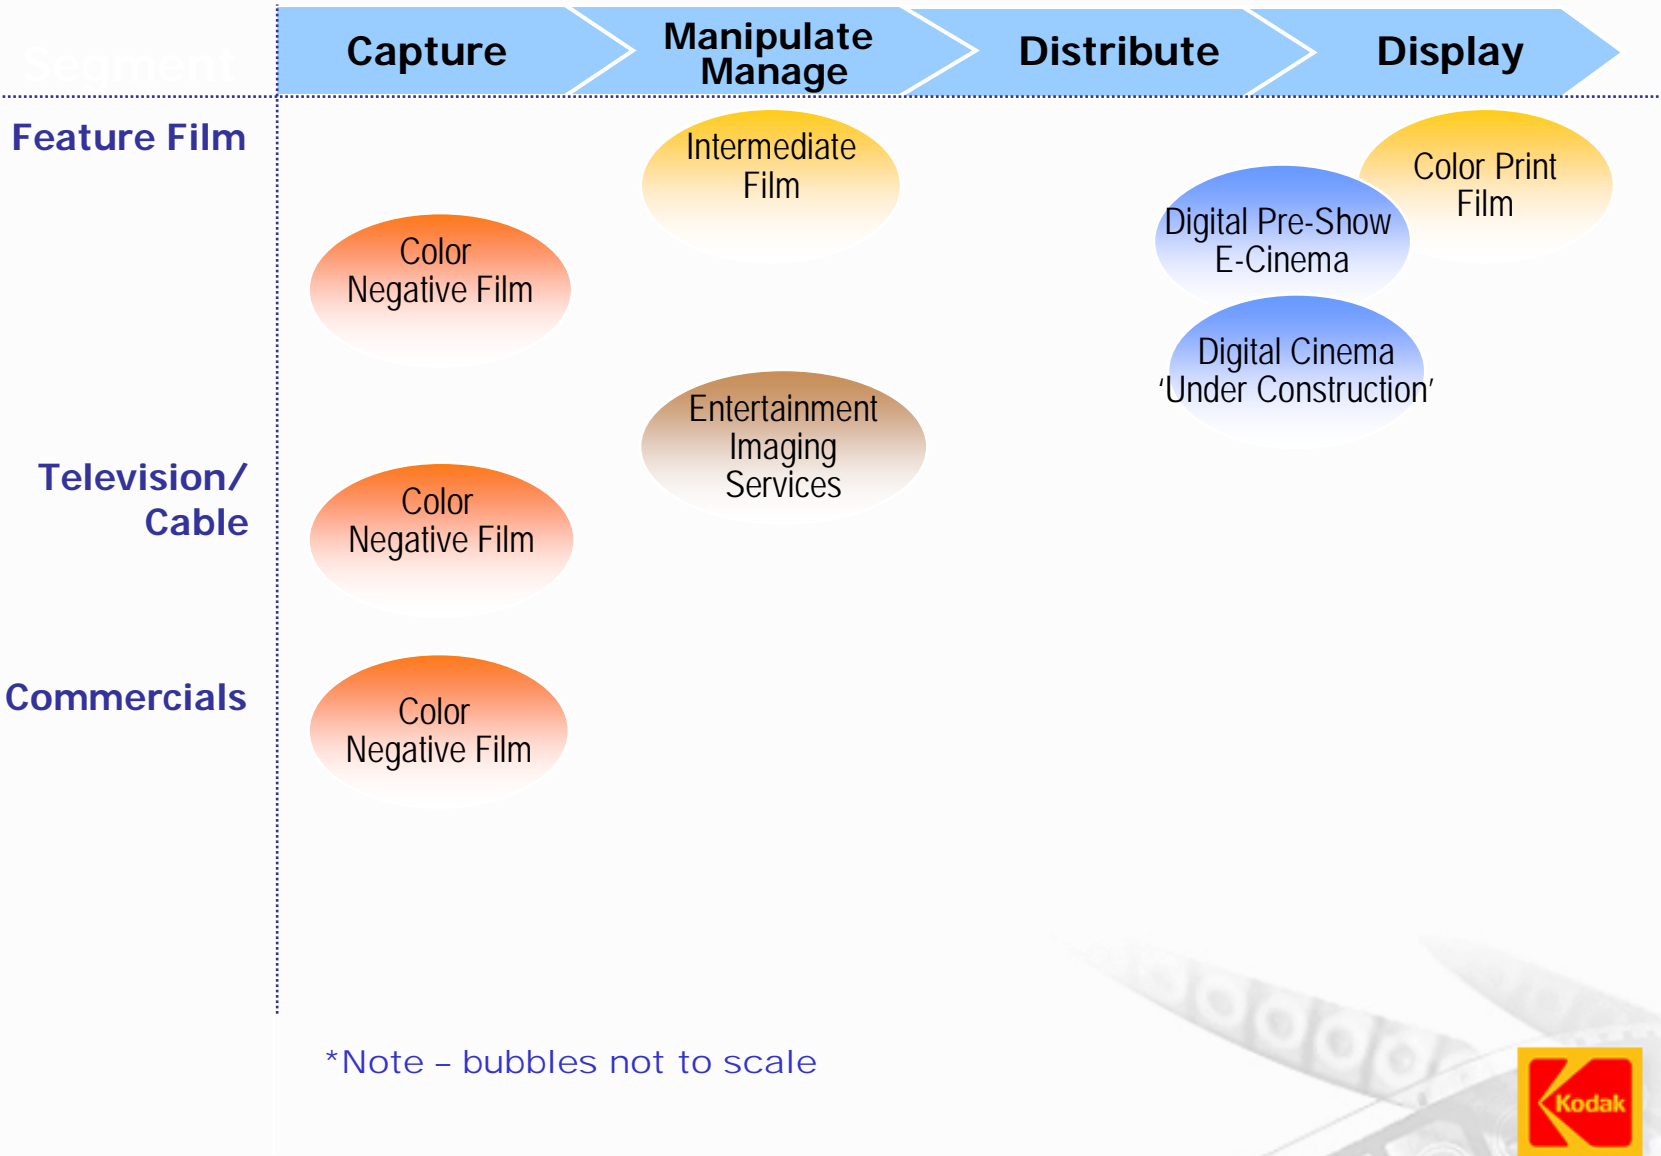 Segment
Capture
Manipulate
Manage
Distribute
Display
Feature Film
Intermediate
Film
Color Print
Film
Digital Pre-Show
E-Cinema
Color
Negative Film
Digital Cinema
‘Under Construction’
Entertainment
Imaging
Services
Television/
Cable
Color
Negative Film
Commercials
Color
Negative Film
*Note – bubbles not to scale
Kodak